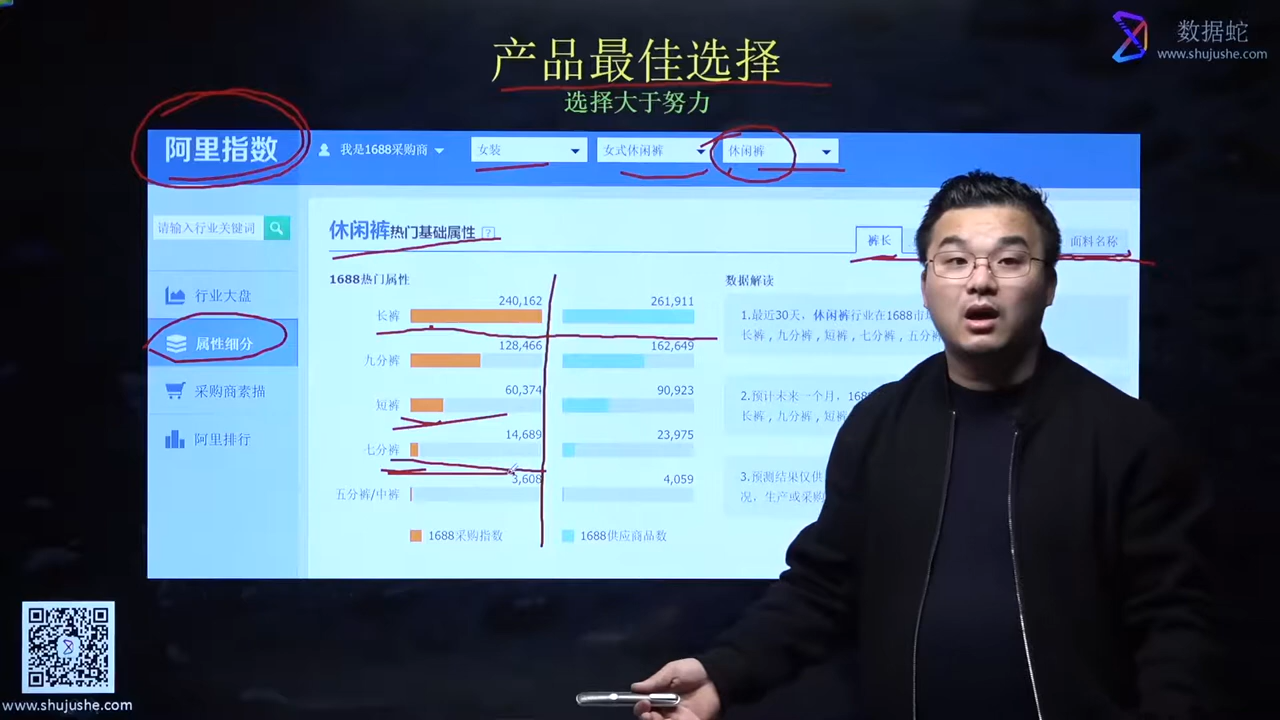 数据蛇
www.shujushe.com
产品最佳选择
选择大于努力
阿里指数
我是1688采购商
女装
女式休闲裤
休闲裤
请输入行业关键词
行业大盘
属性细分
采购商素描
阿里排行
休闲裤热门基础属性 ?
裤长
面料名称
1688热门属性
数据解读
长裤 240,162 261,911
九分裤 128,466 162,649
短裤 60,374 90,923
七分裤 14,689 23,975
五分裤/中裤 3,608 4,059
1688采购指数
1688供应商品数
1.最近30天，休闲裤行业在1688市
长裤，九分裤，短裤，七分裤，五分裤
2.预计未来一个月，168
长裤，九分裤，短裤
3.预测结果仅供
况，生产或采购
www.shujushe.com